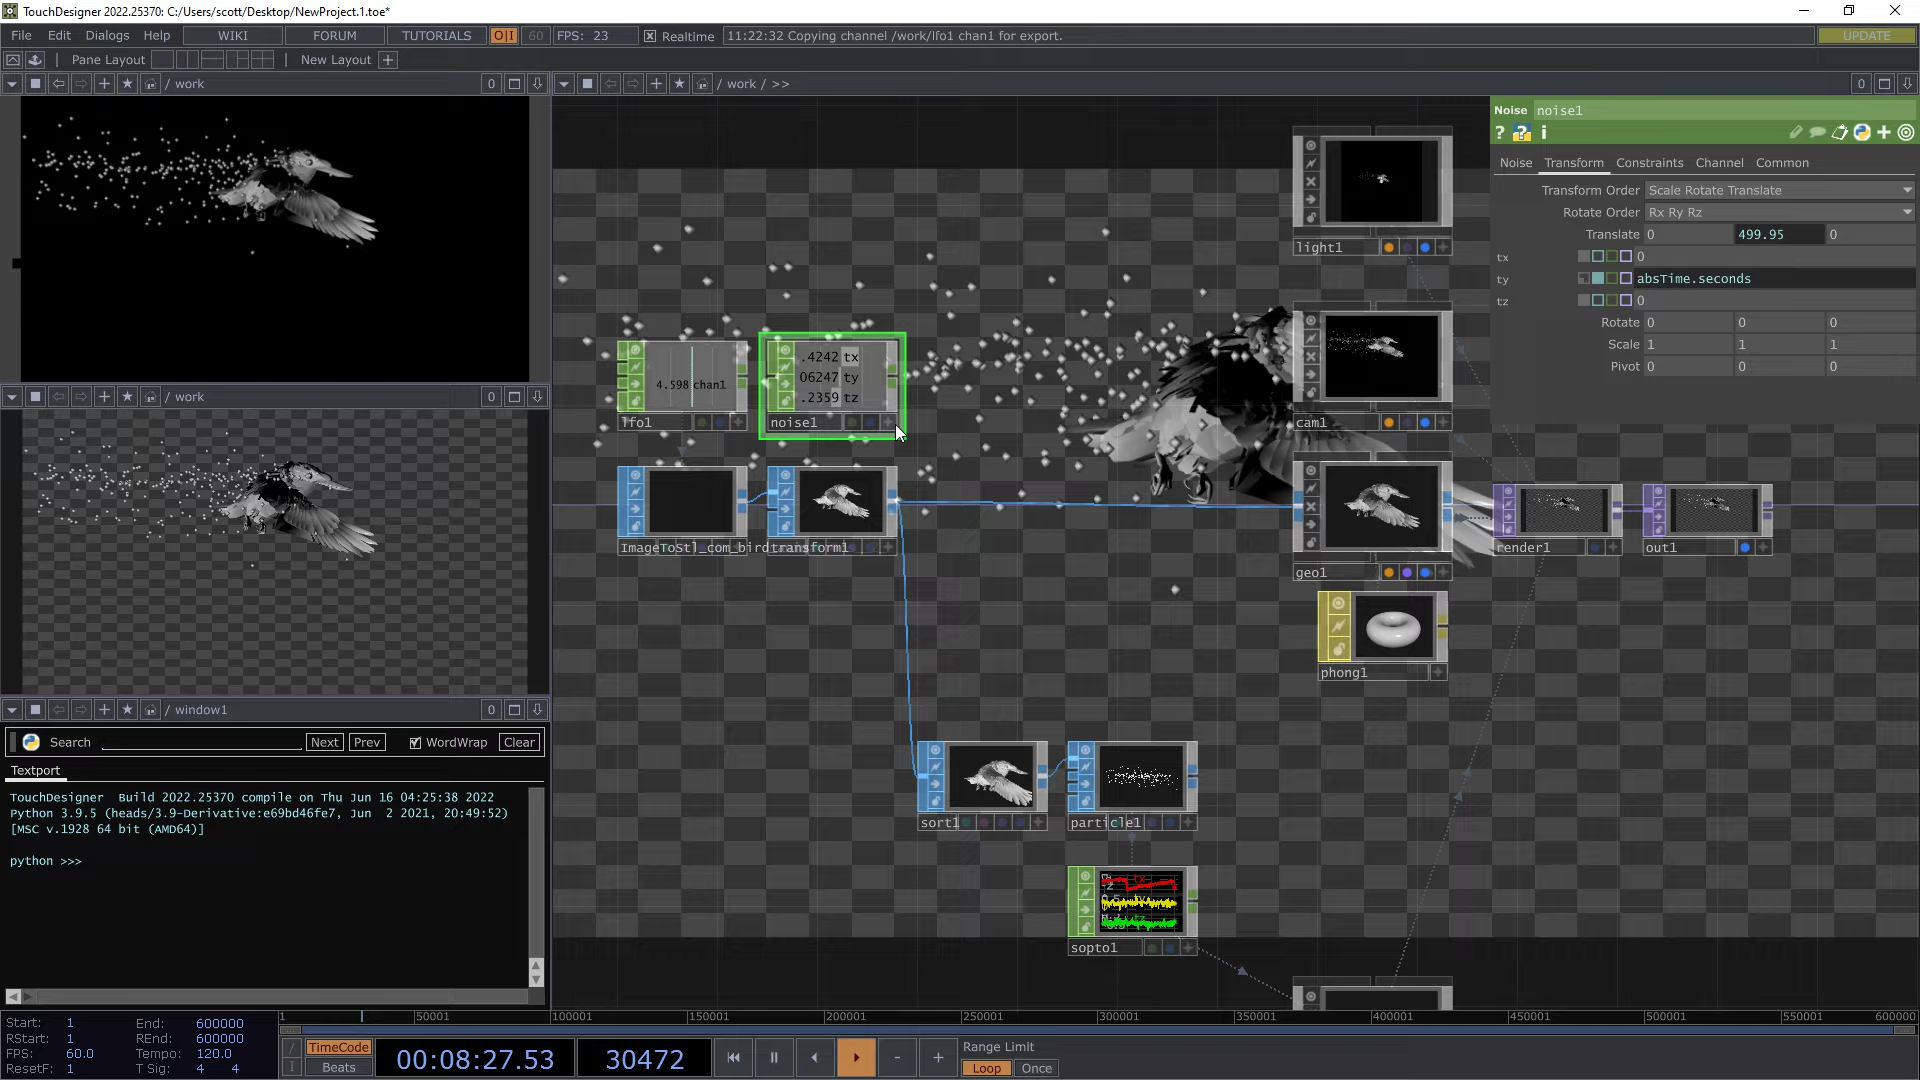 TouchDesigner 2022.25370: C:/Users/scott/Desktop/NewProject.1.toe*
File Edit Dialogs Help WIKI FORUM TUTORIALS O|I 60 FPS: 23 Realtime 11:22:32 Copying channel /work/lfo1 chan1 for export. UPDATE
Pane Layout New Layout +
/ work 0
/ work / >> 0
Noise noise1
? ? i
Noise Transform Constraints Channel Common
Transform Order Scale Rotate Translate
Rotate Order Rx Ry Rz
Translate 0 499.95 0
tx 0
ty absTime.seconds
tz 0
Rotate 0 0 0
Scale 1 1 1
Pivot 0 0 0
light1
cam1
4.598 chan1
lfo1
.4242 tx
06247 ty
.2359 tz
noise1
/ work 0
ImageToStl_com_birdtransform1
geo1
render1
out1
phong1
sort1
particle1
tx
tz
sopto1
/ window1 0
Search Next Prev WordWrap Clear
Textport
TouchDesigner Build 2022.25370 compile on Thu Jun 16 04:25:38 2022
Python 3.9.5 (heads/3.9-Derivative:e69bd46fe7, Jun 2 2021, 20:49:52)
[MSC v.1928 64 bit (AMD64)]
python >>>
1 50001 100001 150001 200001 250001 300001 350001 400001 450001 500001 550001 600000
Start: 1 End: 600000
RStart: 1 REnd: 600000
FPS: 60.0 Tempo: 120.0
ResetF: 1 T Sig: 4 4
TimeCode
Beats
00:08:27.53 30472
- +
Range Limit
Loop Once